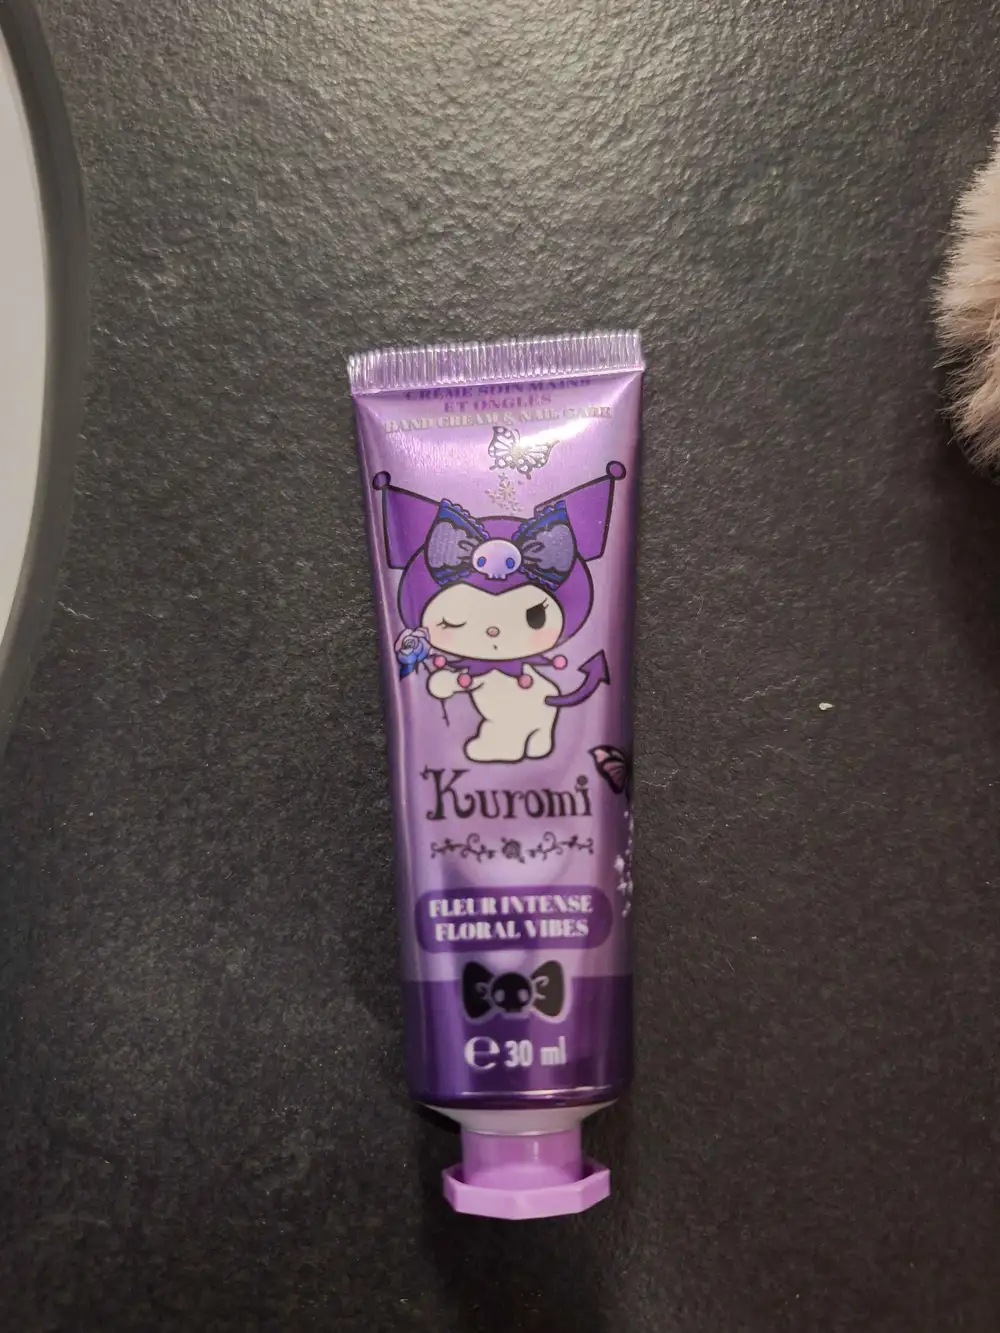 CRÈME SOIN MAINS
ET ONGLES
HAND CREAM & NAIL CARE
Kuromi
FLEUR INTENSE
FLORAL VIBES
℮ 30 ml